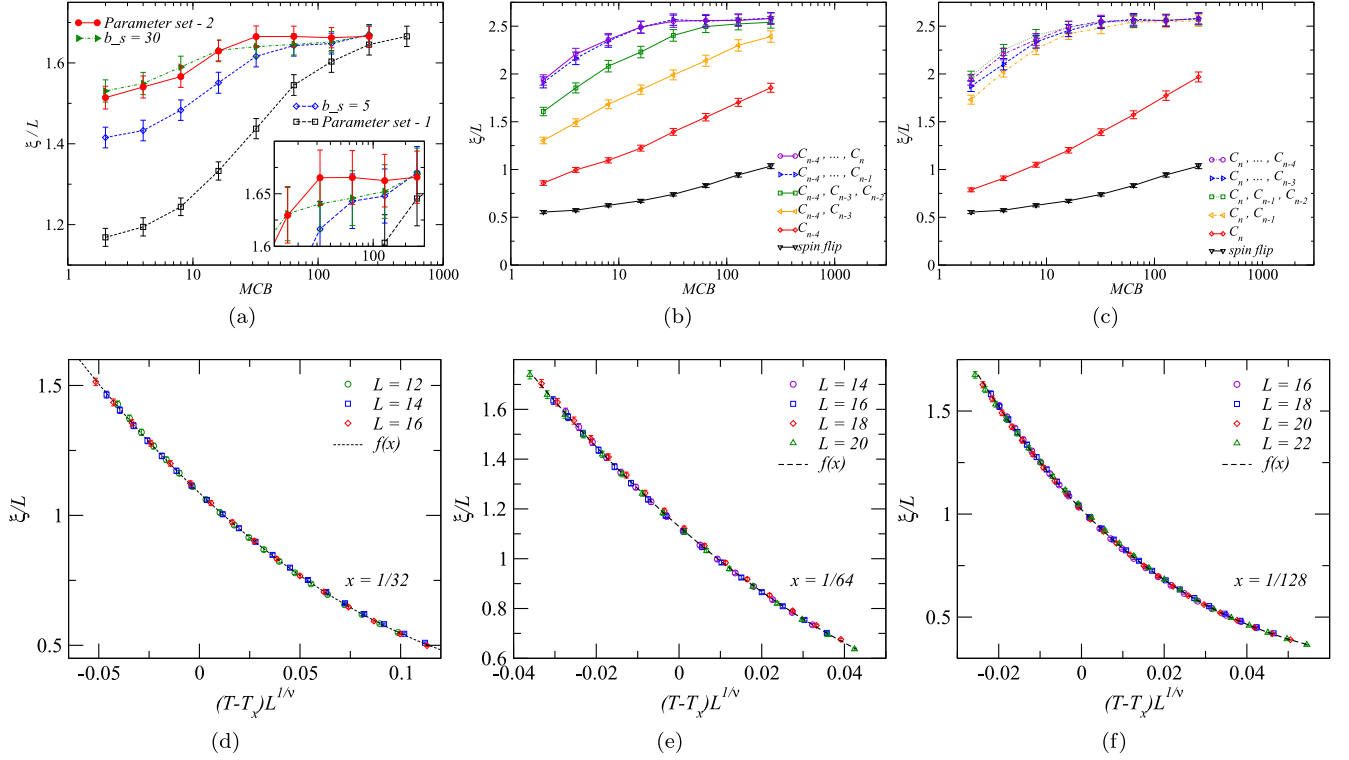 ξ / L
1.6
1.4
1.2
Parameter set - 2
b_s = 30
b_s = 5
Parameter set - 1
1.65
1.6
100
1 10 100 1000
MCB
(a)
ξ/L
2.5
2
1.5
1
0.5
0
C_{n-4} , ... , C_n
C_{n-4} , ... , C_{n-1}
C_{n-4} , C_{n-3} , C_{n-2}
C_{n-4} , C_{n-3}
C_{n-4}
spin flip
1 10 100 1000
MCB
(b)
ξ/L
2.5
2
1.5
1
0.5
0
C_n , ... , C_{n-4}
C_n , ... , C_{n-3}
C_n , C_{n-1} , C_{n-2}
C_n , C_{n-1}
C_n
spin flip
1 10 100 1000
MCB
(c)
ξ/L
1.5
1
0.5
L = 12
L = 14
L = 16
f(x)
x = 1/32
-0.05 0 0.05 0.1
(T-T_x)L^{1/ν}
(d)
ξ/L
1.6
1.4
1.2
1
0.8
0.6
L = 14
L = 16
L = 18
L = 20
f(x)
x = 1/64
-0.04 -0.02 0 0.02 0.04
(T-T_x)L^{1/ν}
(e)
ξ/L
1.5
1
0.5
L = 16
L = 18
L = 20
L = 22
f(x)
x = 1/128
-0.02 0 0.02 0.04
(T-T_x)L^{1/ν}
(f)